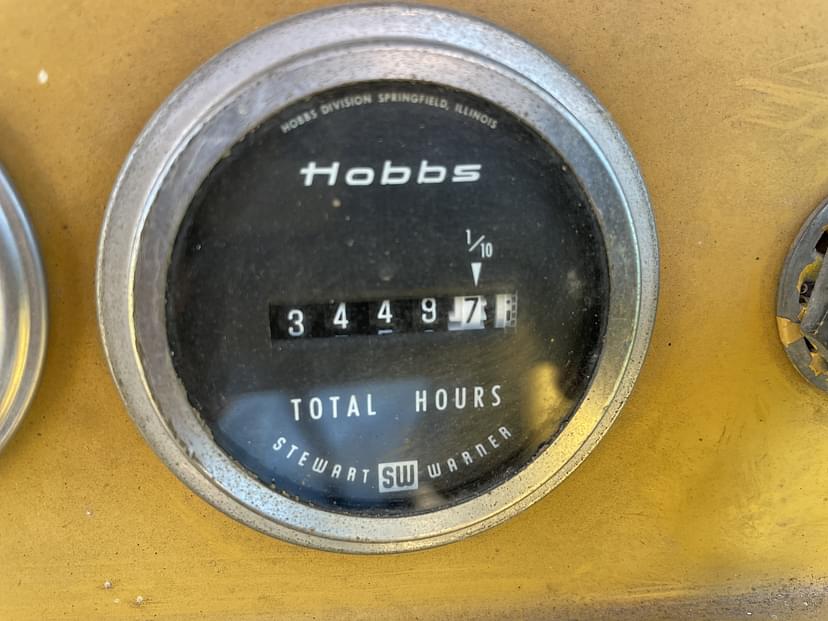 HOBBS DIVISION SPRINGFIELD, ILLINOIS
Hobbs
1/10
3 4 4 9 7
TOTAL HOURS
STEWART SW WARNER